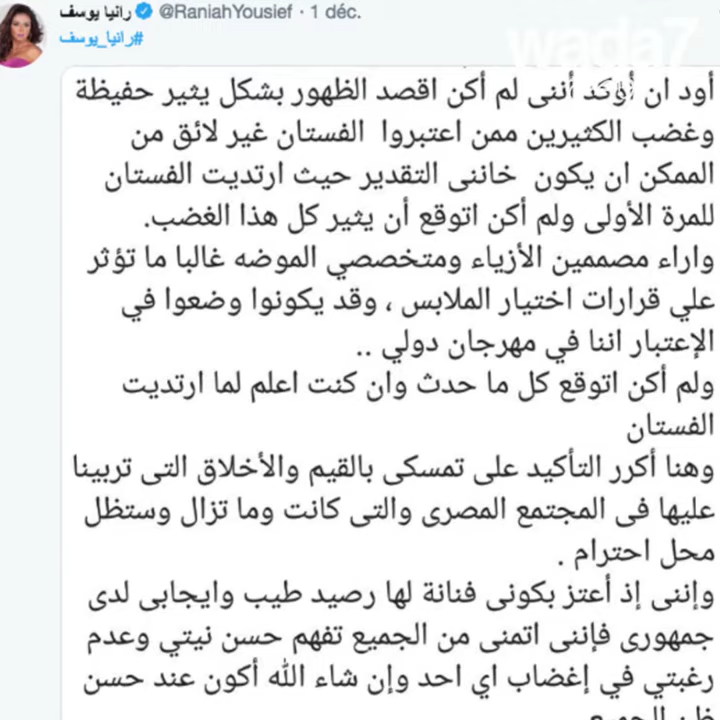 رانيا يوسف @RaniahYousief · 1 déc.
#رانيا_يوسف
wada7
أود ان أؤكد أننى لم أكن اقصد الظهور بشكل يثير حفيظة
وغضب الكثيرين ممن اعتبروا الفستان غير لائق من
الممكن ان يكون خاننى التقدير حيث ارتديت الفستان
للمرة الأولى ولم أكن اتوقع أن يثير كل هذا الغضب.
واراء مصممين الأزياء ومتخصصي الموضه غالبا ما تؤثر
علي قرارات اختيار الملابس ، وقد يكونوا وضعوا في
الإعتبار اننا في مهرجان دولي ..
ولم أكن اتوقع كل ما حدث وان كنت اعلم لما ارتديت
الفستان
وهنا أكرر التأكيد على تمسكى بالقيم والأخلاق التى تربينا
عليها فى المجتمع المصرى والتى كانت وما تزال وستظل
محل احترام .
وإننى إذ أعتز بكونى فنانة لها رصيد طيب وايجابى لدى
جمهورى فإننى اتمنى من الجميع تفهم حسن نيتي وعدم
رغبتي في إغضاب اي احد وإن شاء الله أكون عند حسن
ظن الجميع